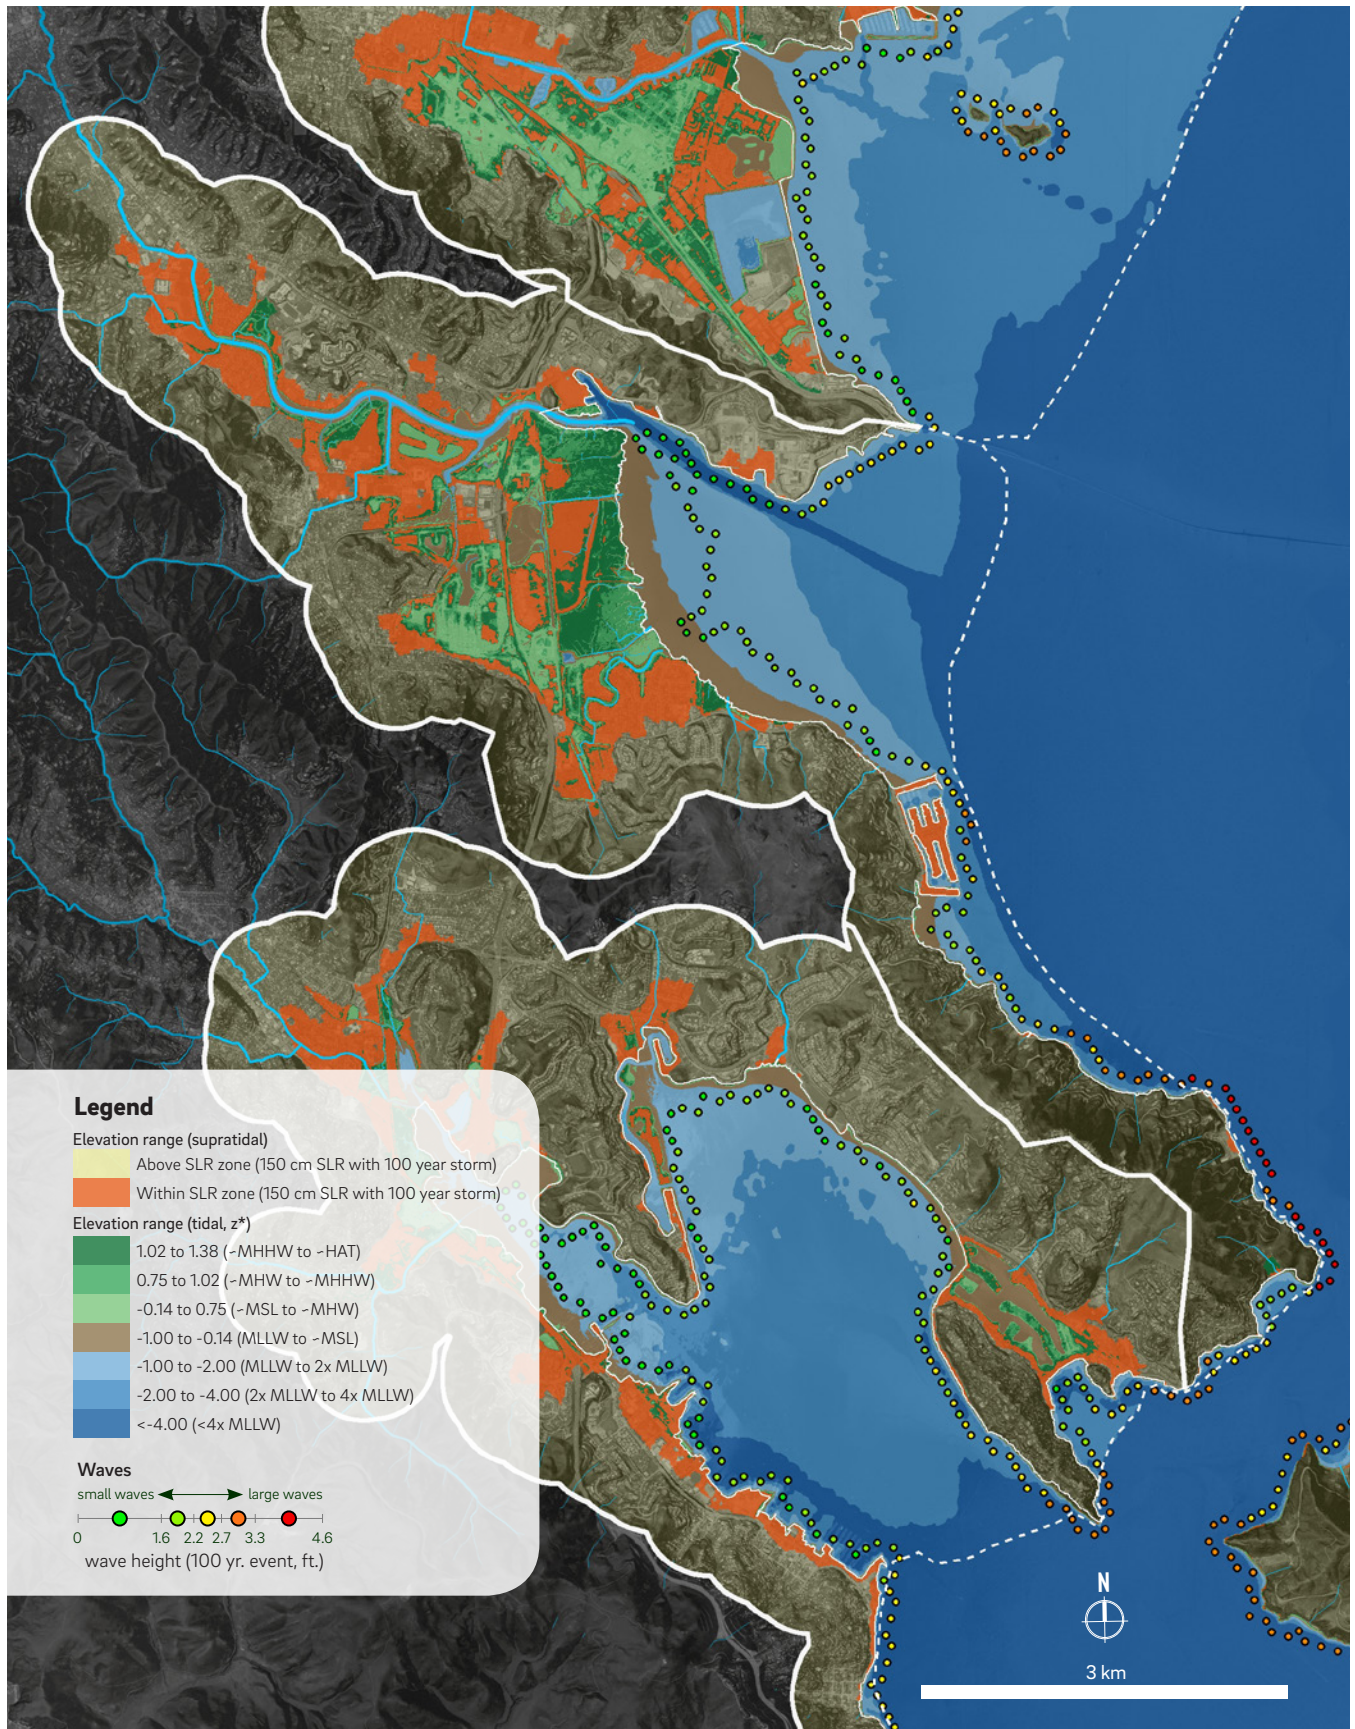 Legend
Elevation range (supratidal)
Above SLR zone (150 cm SLR with 100 year storm)
Within SLR zone (150 cm SLR with 100 year storm)
Elevation range (tidal, z*)
1.02 to 1.38 (~MHHW to ~HAT)
0.75 to 1.02 (~MHW to ~MHHW)
-0.14 to 0.75 (~MSL to ~MHW)
-1.00 to -0.14 (MLLW to ~MSL)
-1.00 to -2.00 (MLLW to 2x MLLW)
-2.00 to -4.00 (2x MLLW to 4x MLLW)
<-4.00 (<4x MLLW)
Waves
small waves large waves
0 1.6 2.2 2.7 3.3 4.6
wave height (100 yr. event, ft.)
N
3 km